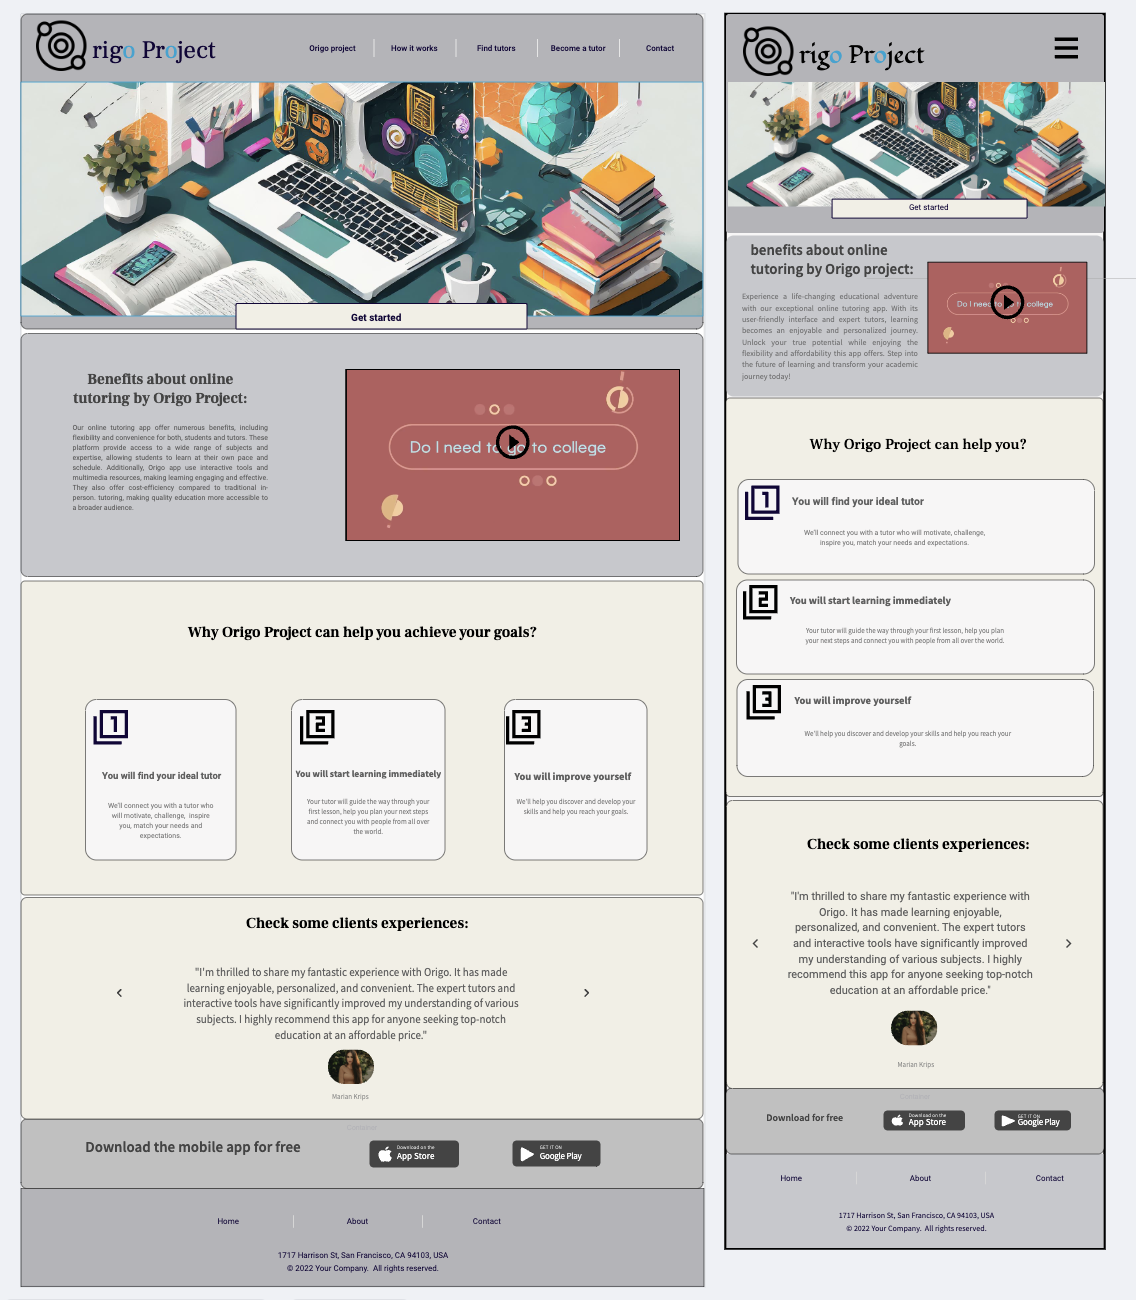 rigo Project
Origo project
How it works
Find tutors
Become a tutor
Contact
Get started
Benefits about online
tutoring by Origo Project:
Our online tutoring app offer numerous benefits, including
flexibility and convenience for both, students and tutors. These
platform provide access to a wide range of subjects and
expertise, allowing students to learn at their own pace and
schedule. Additionally, Origo app use interactive tools and
multimedia resources, making learning engaging and effective.
They also offer cost-efficiency compared to traditional in-
person. tutoring, making quality education more accessible to
a broader audience.
Do I need to go to college
Why Origo Project can help you achieve your goals?
1
You will find your ideal tutor
We'll connect you with a tutor who
will motivate, challenge, inspire
you, match your needs and
expectations.
2
You will start learning immediately
Your tutor will guide the way through your
first lesson, help you plan your next steps
and connect you with people from all over
the world.
3
You will improve yourself
We'll help you discover and develop your
skills and help you reach your goals.
Check some clients experiences:
"I'm thrilled to share my fantastic experience with Origo. It has made
learning enjoyable, personalized, and convenient. The expert tutors and
interactive tools have significantly improved my understanding of various
subjects. I highly recommend this app for anyone seeking top-notch
education at an affordable price."
Marian Krips
Container
Download the mobile app for free
Download on the
App Store
GET IT ON
Google Play
Home
About
Contact
1717 Harrison St, San Francisco, CA 94103, USA
© 2022 Your Company. All rights reserved.
rigo Project
Get started
benefits about online
tutoring by Origo project:
Experience a life-changing educational adventure
with our exceptional online tutoring app. With its
user-friendly interface and expert tutors, learning
becomes an enjoyable and personalized journey.
Unlock your true potential while enjoying the
flexibility and affordability this app offers. Step into
the future of learning and transform your academic
journey today!
Do I need to go to college
Why Origo Project can help you?
1
You will find your ideal tutor
We'll connect you with a tutor who will motivate, challenge,
inspire you, match your needs and expectations.
2
You will start learning immediately
Your tutor will guide the way through your first lesson, help you plan
your next steps and connect you with people from all over the world.
3
You will improve yourself
We'll help you discover and develop your skills and help you reach your
goals.
Check some clients experiences:
"I'm thrilled to share my fantastic experience with
Origo. It has made learning enjoyable,
personalized, and convenient. The expert tutors
and interactive tools have significantly improved
my understanding of various subjects. I highly
recommend this app for anyone seeking top-notch
education at an affordable price."
Marian Krips
Container
Download for free
Download on the
App Store
GET IT ON
Google Play
Home
About
Contact
1717 Harrison St, San Francisco, CA 94103, USA
© 2022 Your Company. All rights reserved.